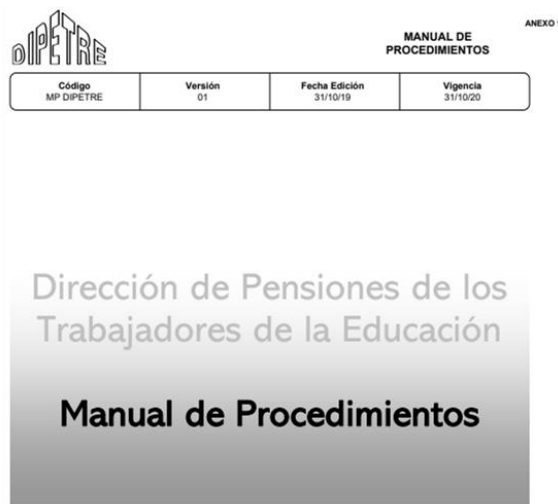 ANEXO
DIPETRE
MANUAL DE
PROCEDIMIENTOS
Código
MP DIPETRE
Versión
01
Fecha Edición
31/10/19
Vigencia
31/10/20
Dirección de Pensiones de los
Trabajadores de la Educación
Manual de Procedimientos